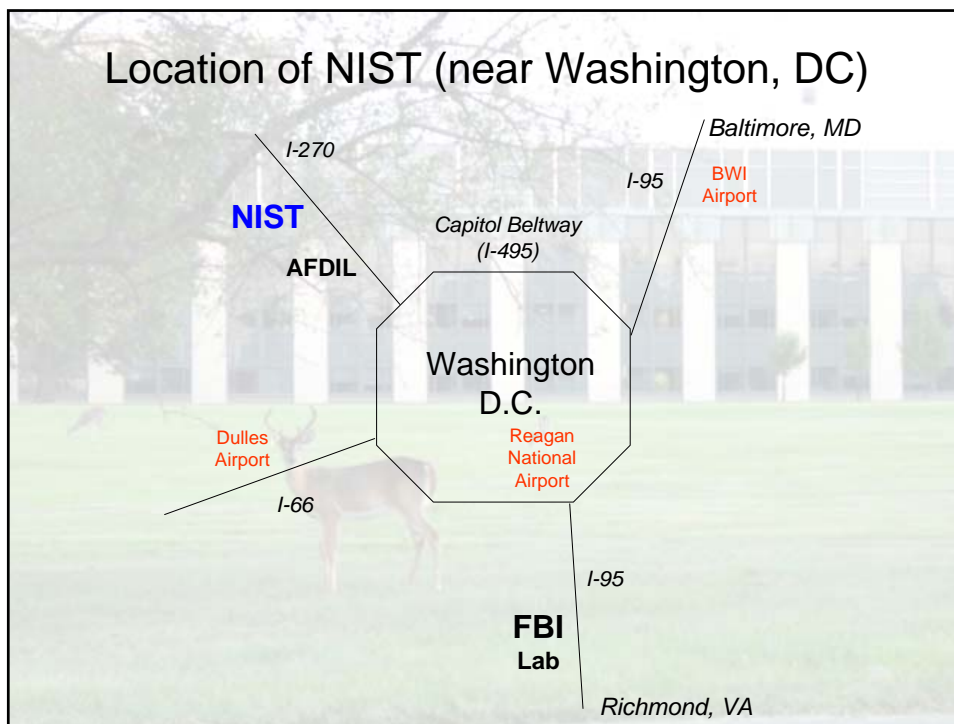 Location of NIST (near Washington, DC)
I-270
Baltimore, MD
I-95
BWI
Airport
NIST
Capitol Beltway
(I-495)
AFDIL
Washington
D.C.
Dulles
Airport
Reagan
National
Airport
I-66
I-95
FBI
Lab
Richmond, VA